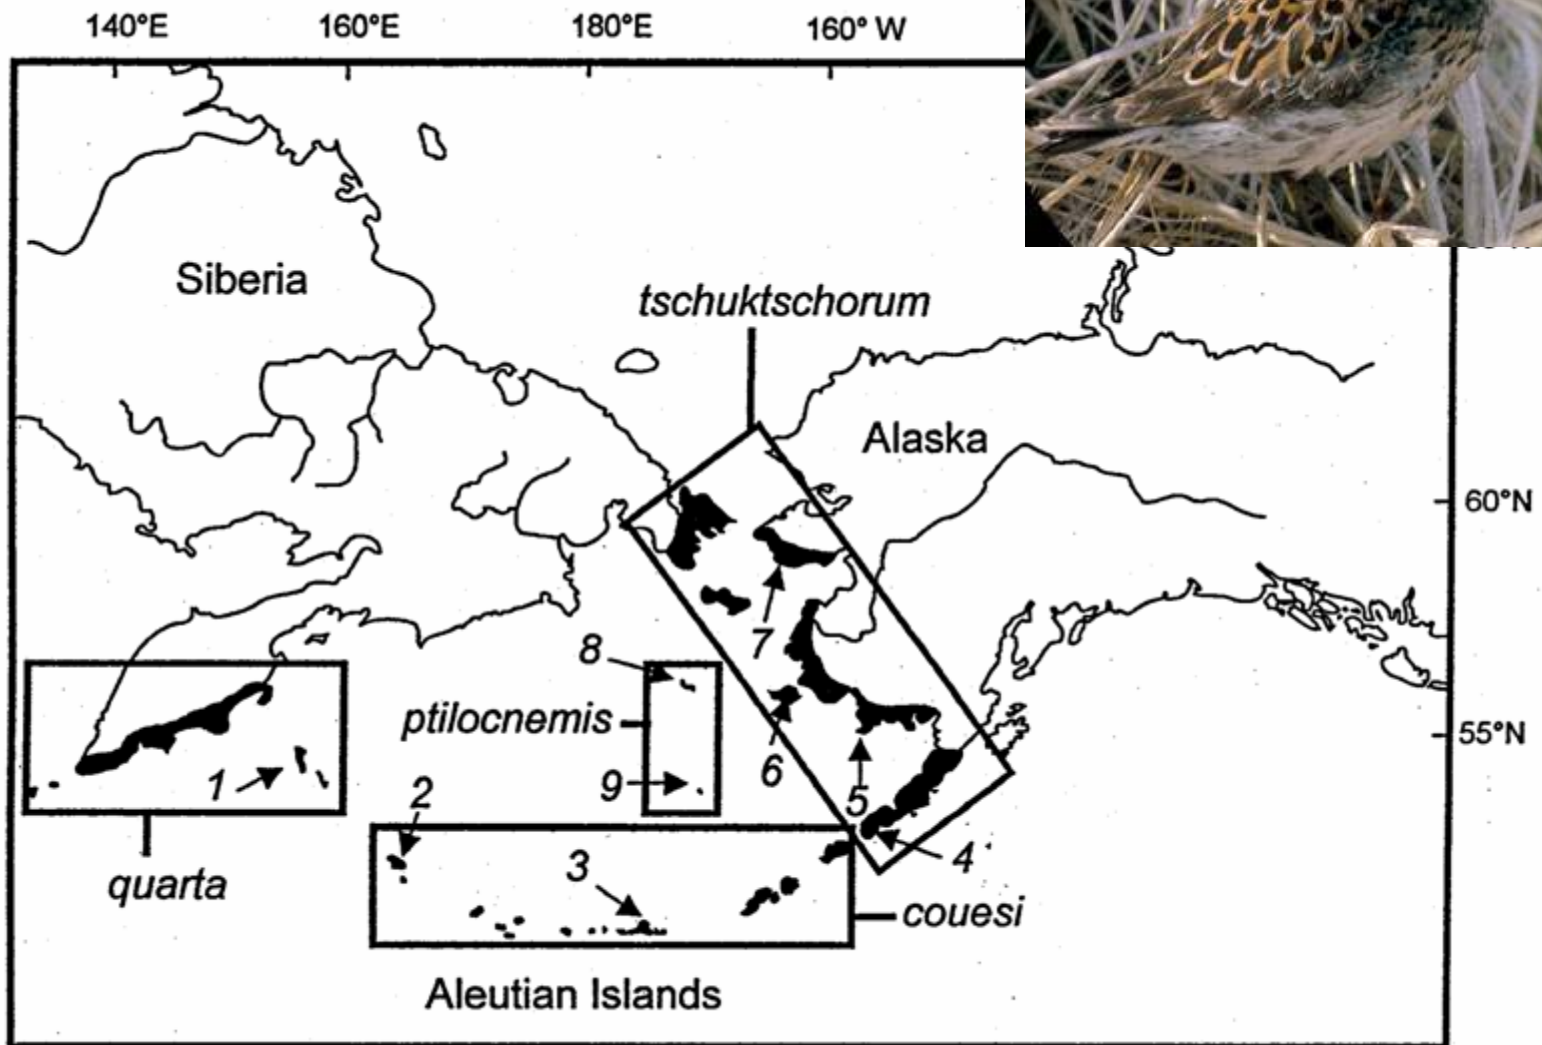 140°E 160°E 180°E 160° W
Siberia
tschuktschorum
Alaska
60°N
7
8
ptilocnemis
55°N
1
9
6
5
2
4
3
quarta
couesi
Aleutian Islands